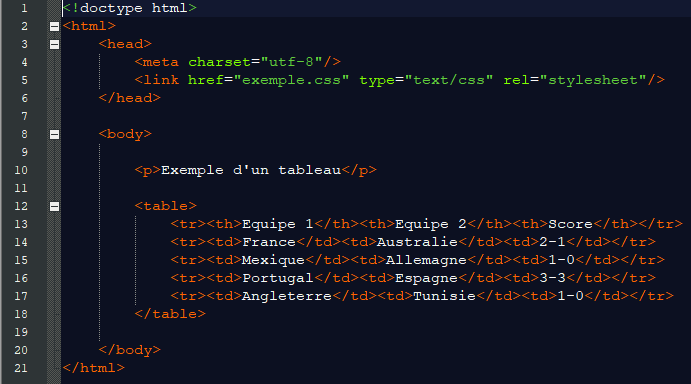 1 <!doctype html>
2 <html>
3 <head>
4 <meta charset="utf-8"/>
5 <link href="exemple.css" type="text/css" rel="stylesheet"/>
6 </head>
7
8 <body>
9
10 <p>Exemple d'un tableau</p>
11
12 <table>
13 <tr><th>Equipe 1</th><th>Equipe 2</th><th>Score</th></tr>
14 <tr><td>France</td><td>Australie</td><td>2-1</td></tr>
15 <tr><td>Mexique</td><td>Allemagne</td><td>1-0</td></tr>
16 <tr><td>Portugal</td><td>Espagne</td><td>3-3</td></tr>
17 <tr><td>Angleterre</td><td>Tunisie</td><td>1-0</td></tr>
18 </table>
19
20 </body>
21 </html>